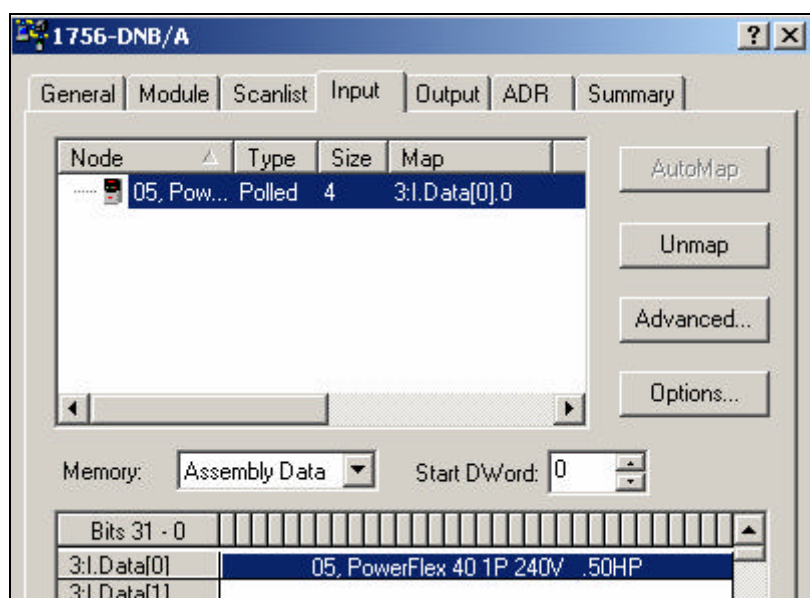 1756-DNB/A
General Module Scanlist Input Output ADR Summary
Node Type Size Map
05, Pow... Polled 4 3:I.Data[0].0
AutoMap
Unmap
Advanced...
Options...
Memory: Assembly Data Start DWord: 0
Bits 31 - 0
3:I.Data[0] 05, PowerFlex 40 1P 240V .50HP
3:I.Data[1]